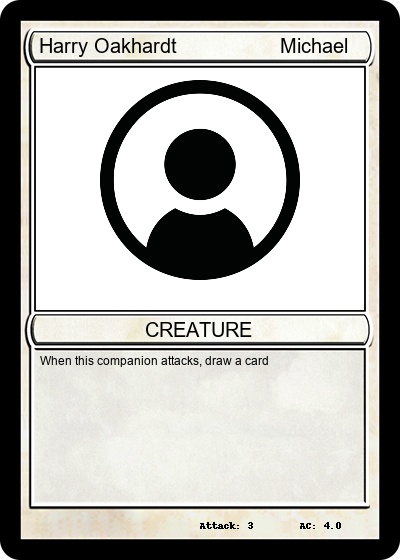 Harry Oakhardt Michael
CREATURE
When this companion attacks, draw a card
Attack: 3 AC: 4.0